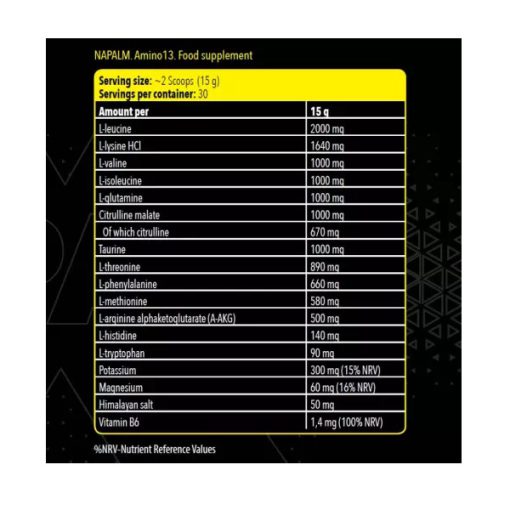 NAPALM. Amino13. Food supplement
Serving size: ~2 Scoops (15 g)
Servings per container: 30
Amount per 15 g
L-leucine 2000 mg
L-lysine HCl 1640 mg
L-valine 1000 mg
L-isoleucine 1000 mg
L-glutamine 1000 mg
Citrulline malate 1000 mg
Of which citrulline 670 mg
Taurine 1000 mg
L-threonine 890 mg
L-phenylalanine 660 mg
L-methionine 580 mg
L-arginine alphaketoglutarate (A-AKG) 500 mg
L-histidine 140 mg
L-tryptophan 90 mg
Potassium 300 mg (15% NRV)
Magnesium 60 mg (16% NRV)
Himalayan salt 50 mg
Vitamin B6 1,4 mg (100% NRV)
%NRV-Nutrient Reference Values